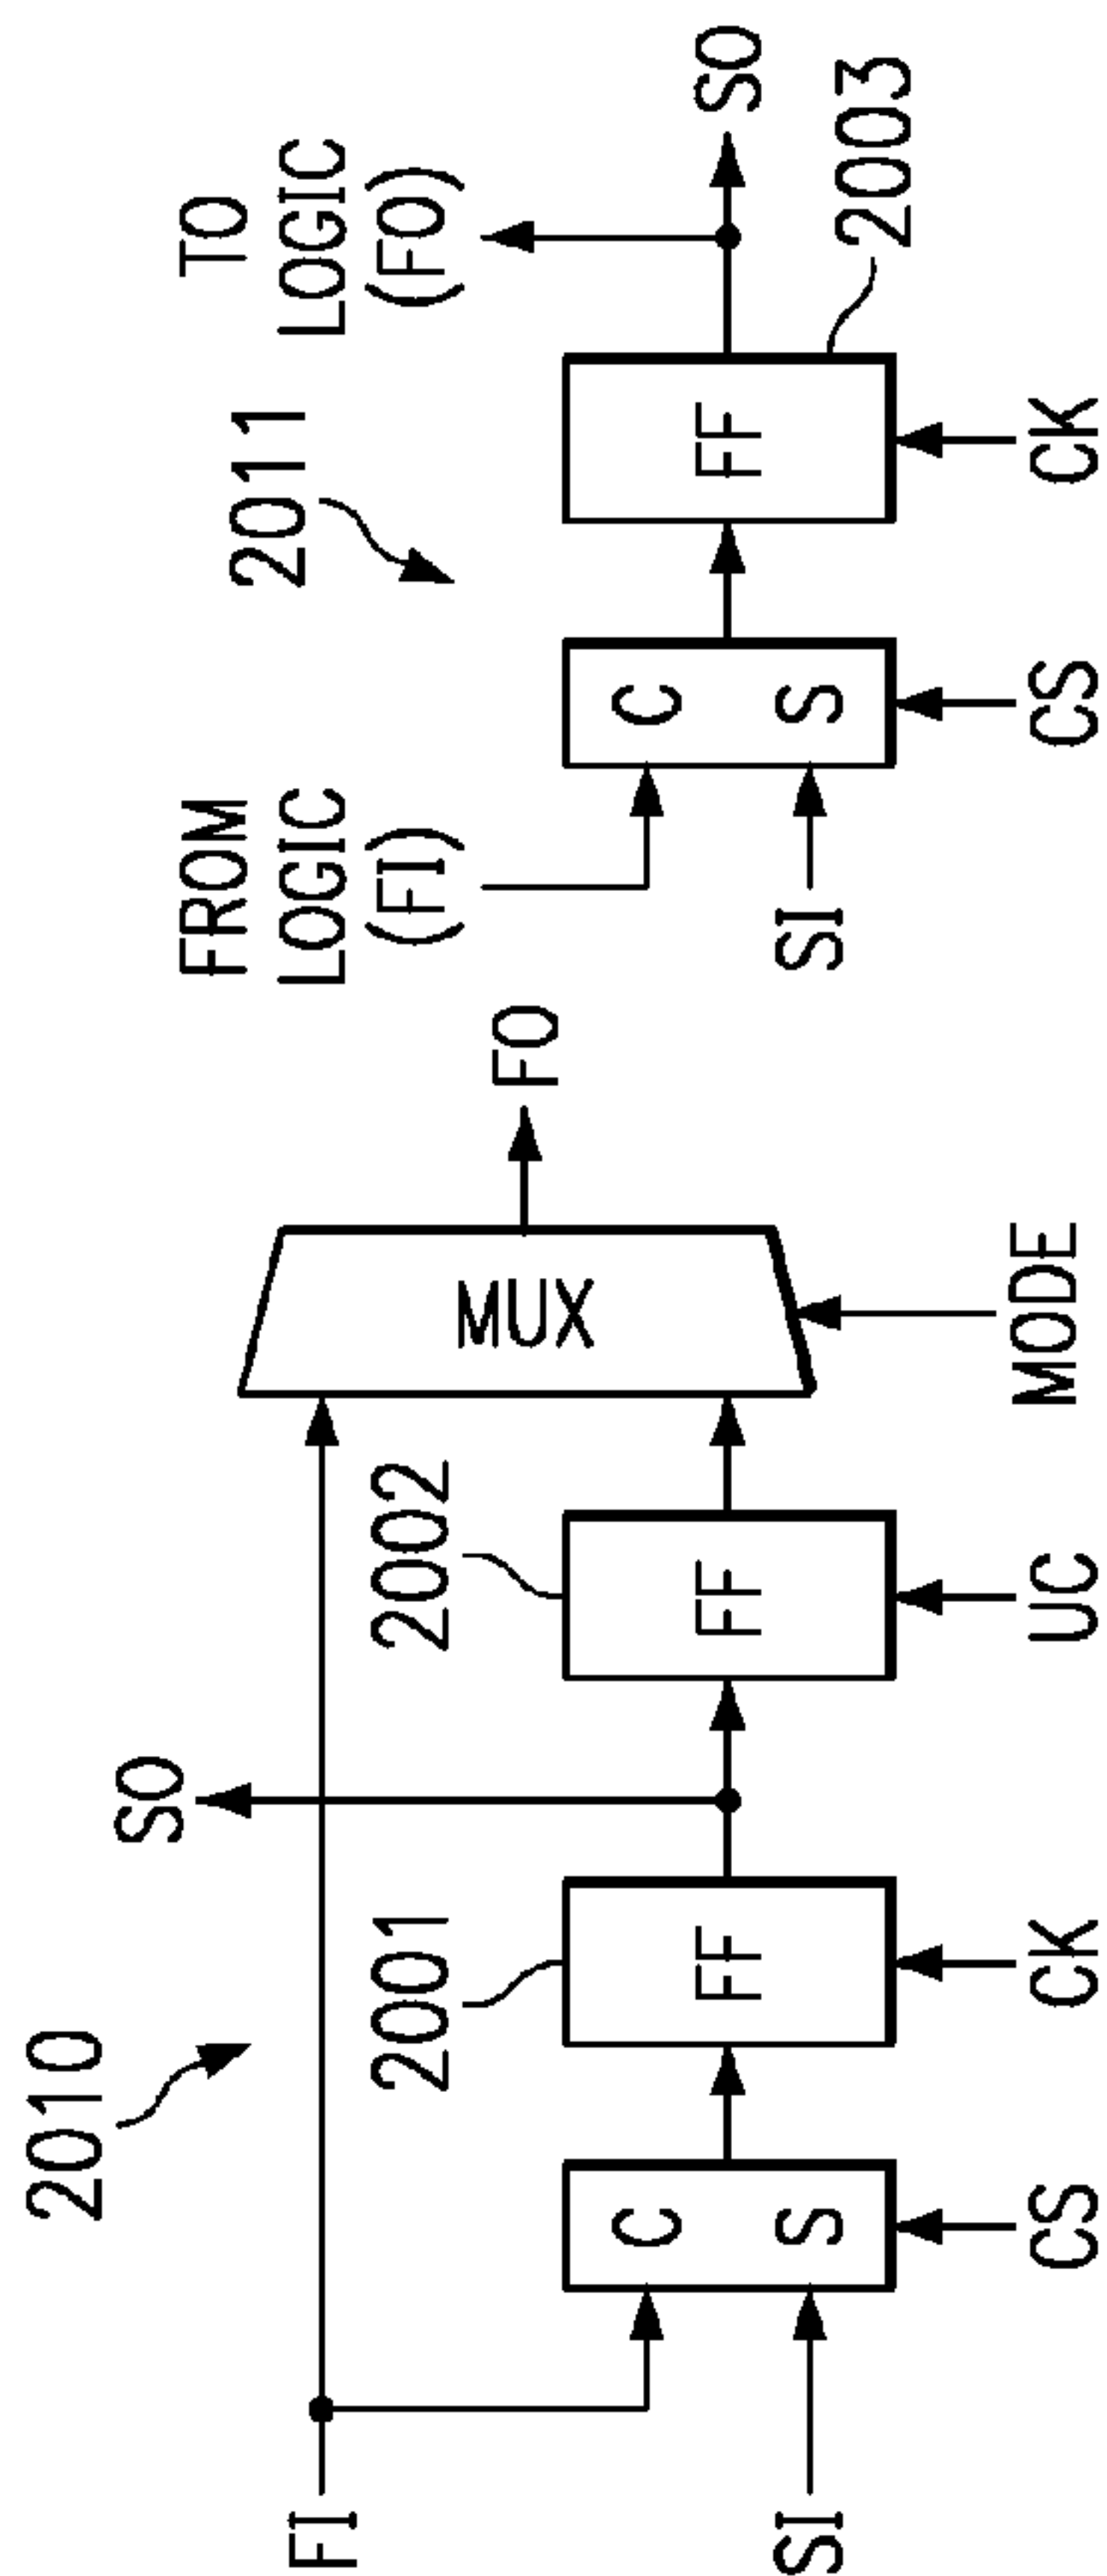 2010
SO
FI
2001
2002
FO
MUX
C
S
FF
FF
SI
CS
CK
UC
MODE
2011
FROM
LOGIC
(FI)
TO
LOGIC
(FO)
C
S
FF
SO
SI
2003
CS
CK